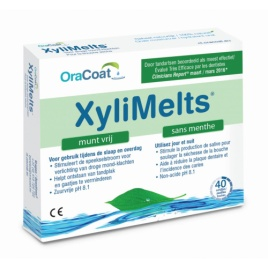 Door tandartsen beoordeeld als meest effectief
Évalué Très Efficace par les dentistes
Clinicians Report® maart / mars 2016*
OraCoat
XyliMelts®
munt vrij
sans menthe
Voor gebruik tijdens de slaap en overdag
• Stimuleert de speekselstroom voor
verlichting van droge mond-klachten
• Helpt ontstaan van tandplak
en gaatjes te verminderen
• Zuurvrije pH 8.1
Utilisez jour et nuit
• Stimule la production de salive pour
soulager la sécheresse de la bouche
• Aide à réduire la plaque dentaire et
l'incidence des caries
• Non-acids pH 8.1
40
CE